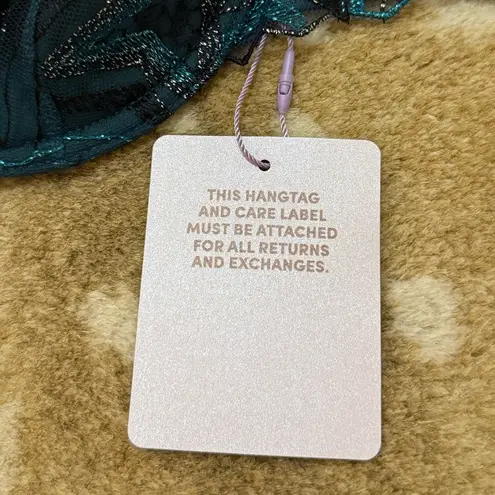 THIS HANGTAG
AND CARE LABEL
MUST BE ATTACHED
FOR ALL RETURNS
AND EXCHANGES.